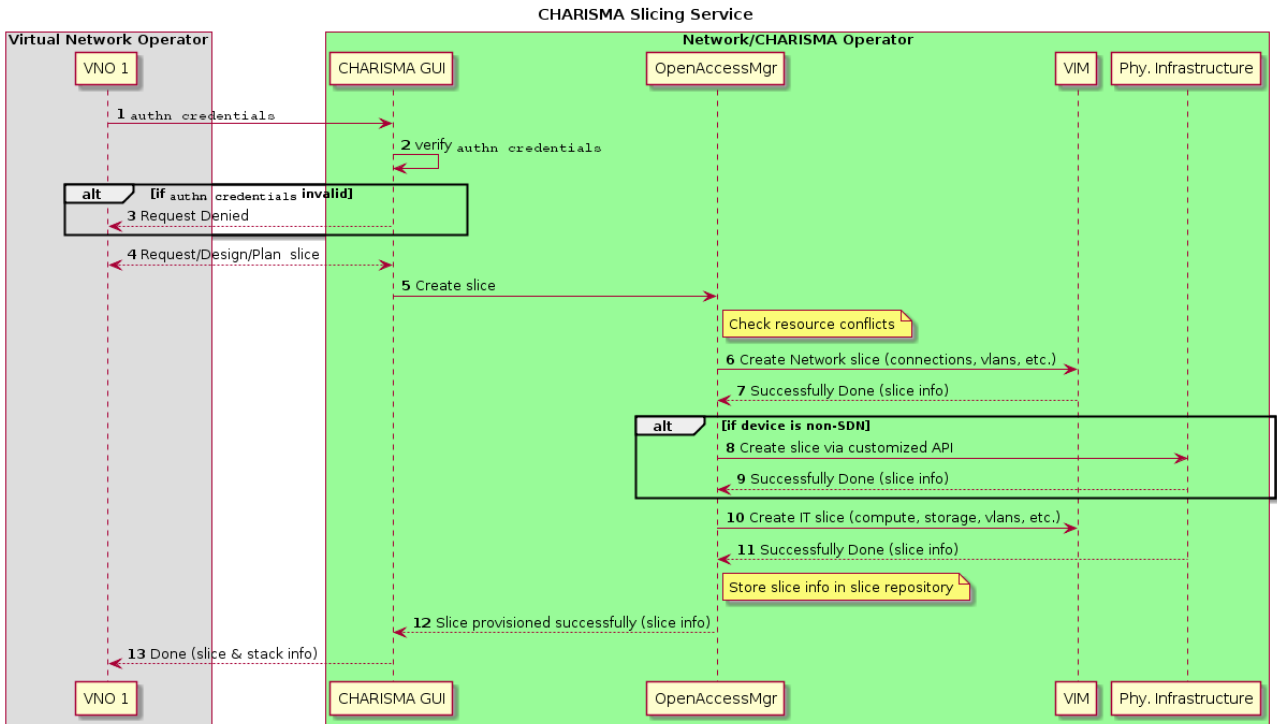 CHARISMA Slicing Service
Virtual Network Operator
Network/CHARISMA Operator
VNO 1
CHARISMA GUI
OpenAccessMgr
VIM
Phy. Infrastructure
1 authn credentials
2 verify authn credentials
alt [if authn credentials invalid]
3 Request Denied
4 Request/Design/Plan slice
5 Create slice
Check resource conflicts
6 Create Network slice (connections, vlans, etc.)
7 Successfully Done (slice info)
alt [if device is non-SDN]
8 Create slice via customized API
9 Successfully Done (slice info)
10 Create IT slice (compute, storage, vlans, etc.)
11 Successfully Done (slice info)
Store slice info in slice repository
12 Slice provisioned successfully (slice info)
13 Done (slice & stack info)
VNO 1
CHARISMA GUI
OpenAccessMgr
VIM
Phy. Infrastructure